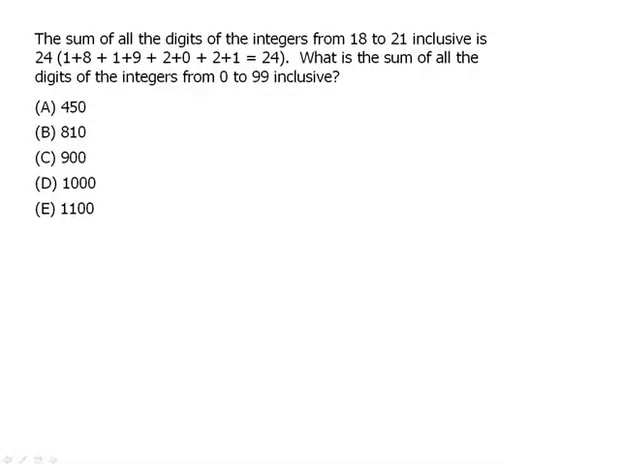 The sum of all the digits of the integers from 18 to 21 inclusive is
24 (1+8 + 1+9 + 2+0 + 2+1 = 24).  What is the sum of all the
digits of the integers from 0 to 99 inclusive?
(A) 450
(B) 810
(C) 900
(D) 1000
(E) 1100